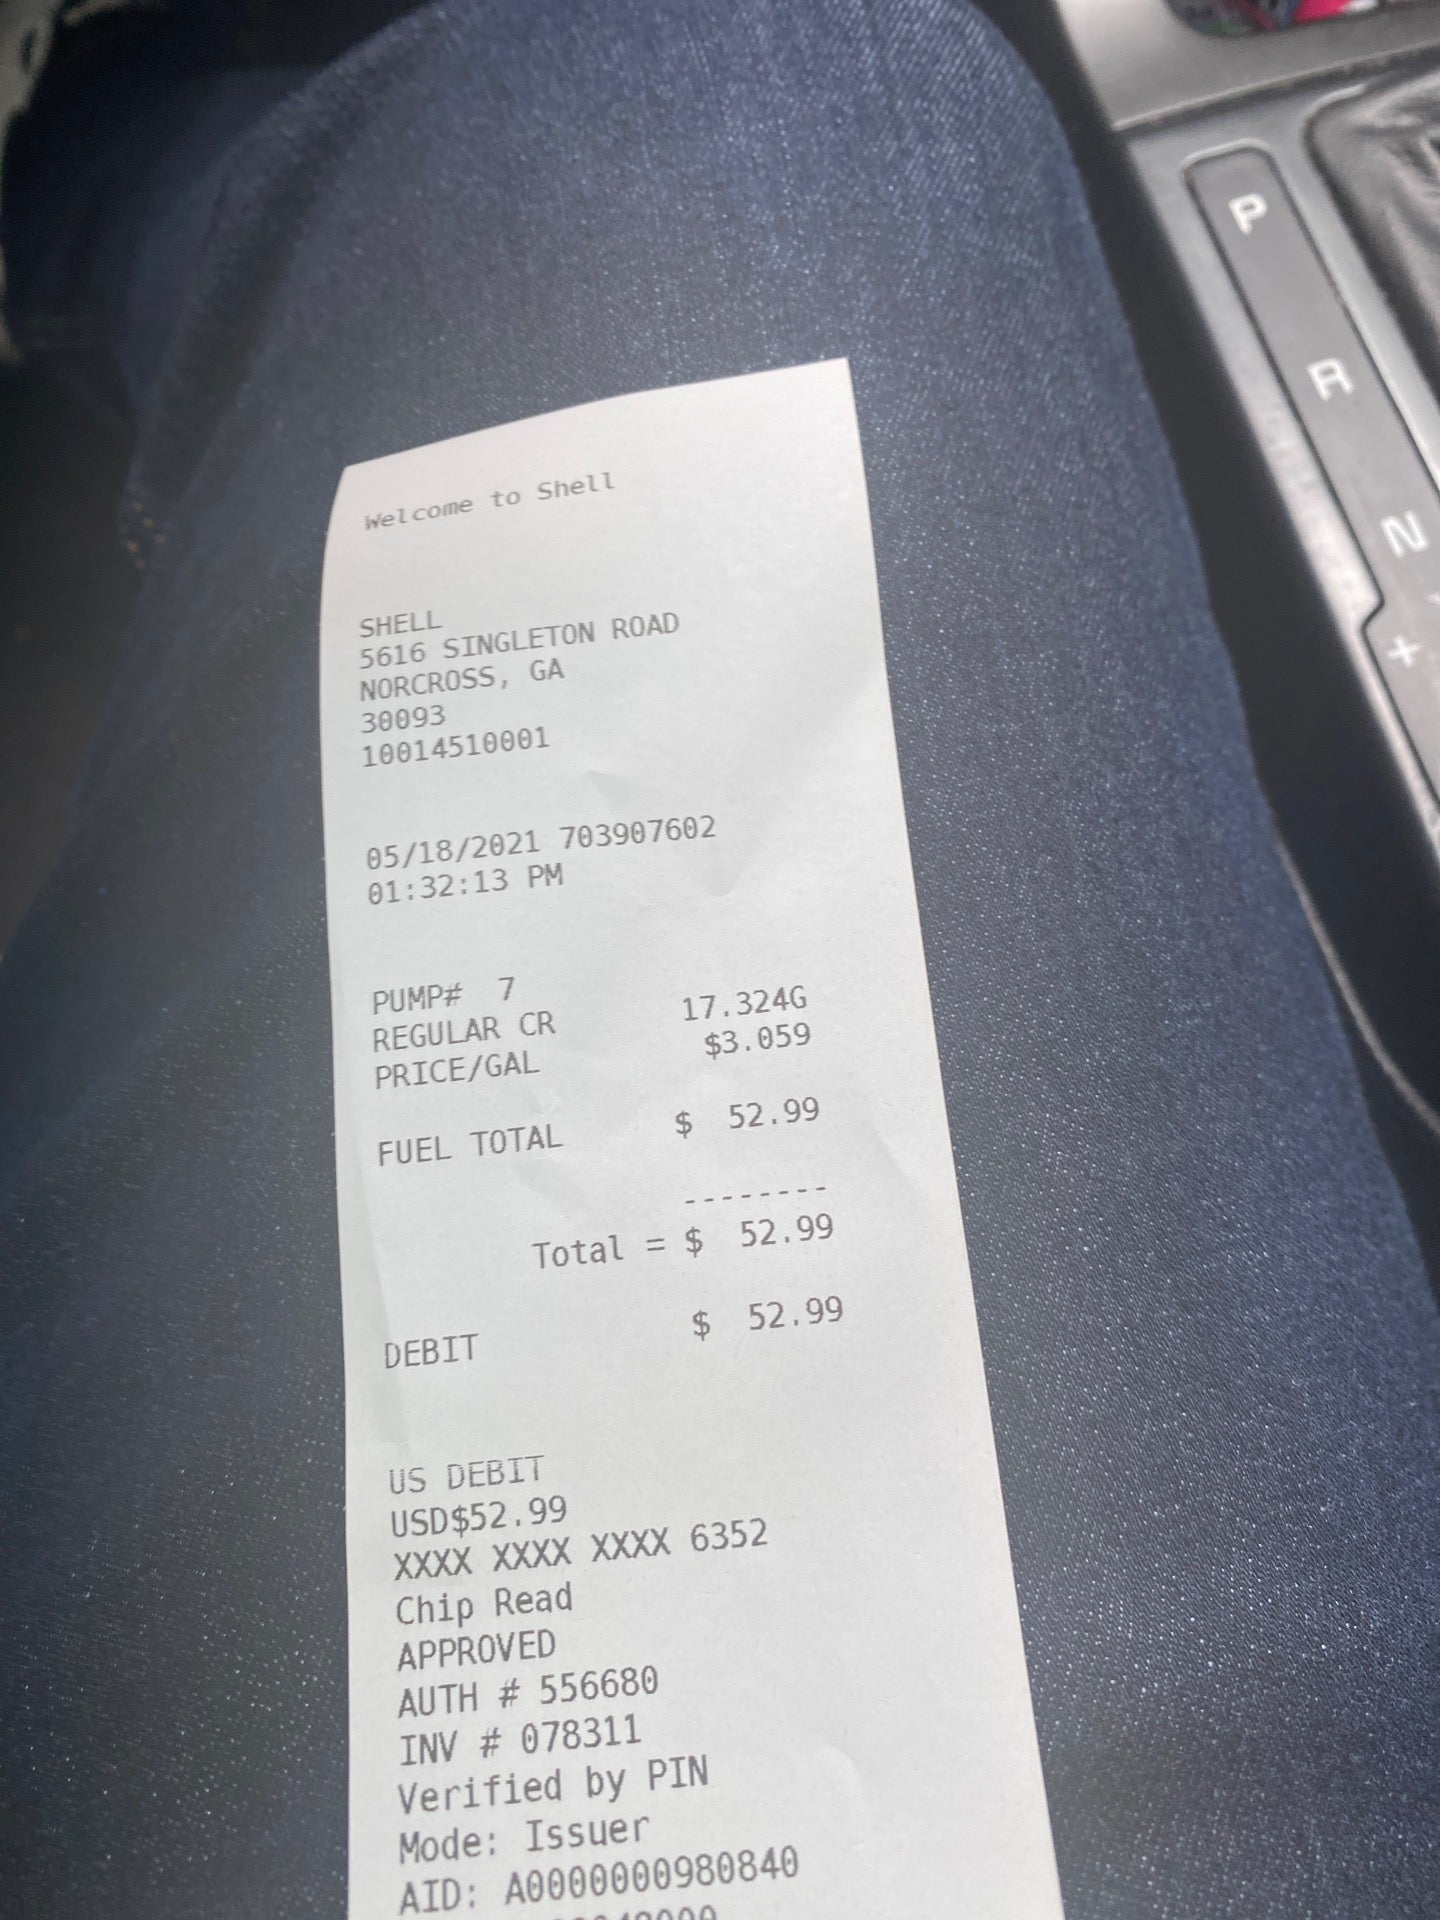 Welcome to Shell
SHELL
5616 SINGLETON ROAD
NORCROSS, GA
30093
10014510001
05/18/2021 703907602
01:32:13 PM
PUMP# 7
REGULAR CR 17.324G
PRICE/GAL $3.059
FUEL TOTAL $ 52.99
--------
Total = $ 52.99
DEBIT $ 52.99
US DEBIT
USD$52.99
XXXX XXXX XXXX 6352
Chip Read
APPROVED
AUTH # 556680
INV # 078311
Verified by PIN
Mode: Issuer
AID: A0000000980840
P
R
N
+